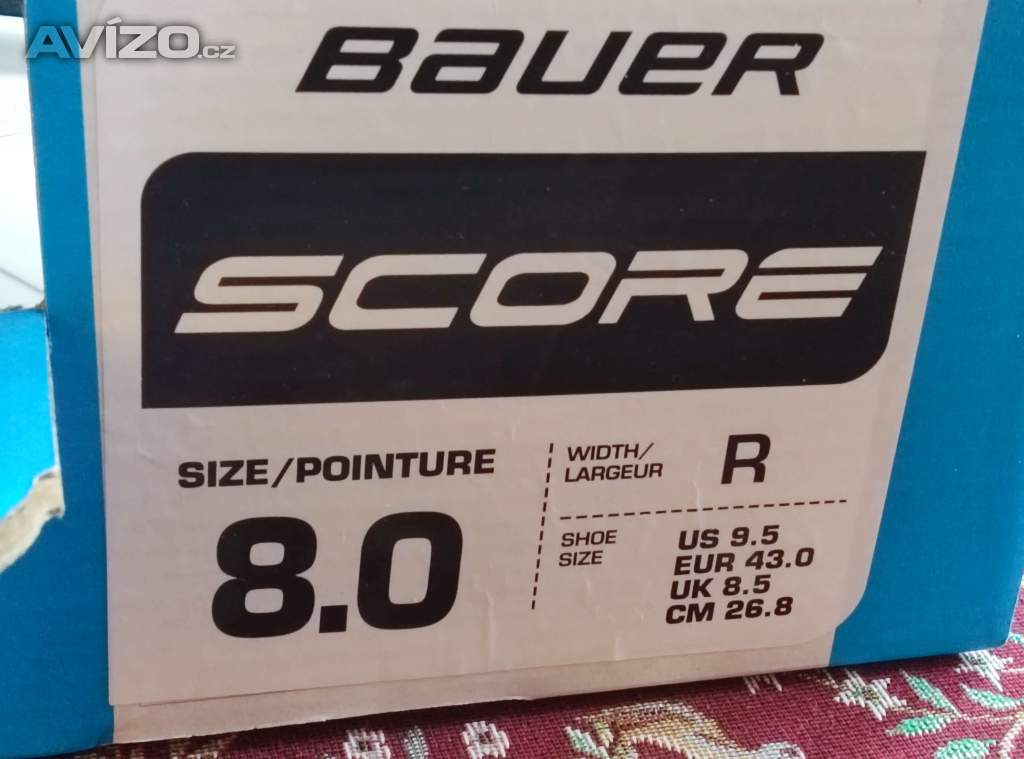 AVÍZO.cz
BAUER
SCORE
SIZE/POINTURE
8.0
WIDTH/
LARGEUR
R
SHOE
SIZE
US 9.5
EUR 43.0
UK 8.5
CM 26.8